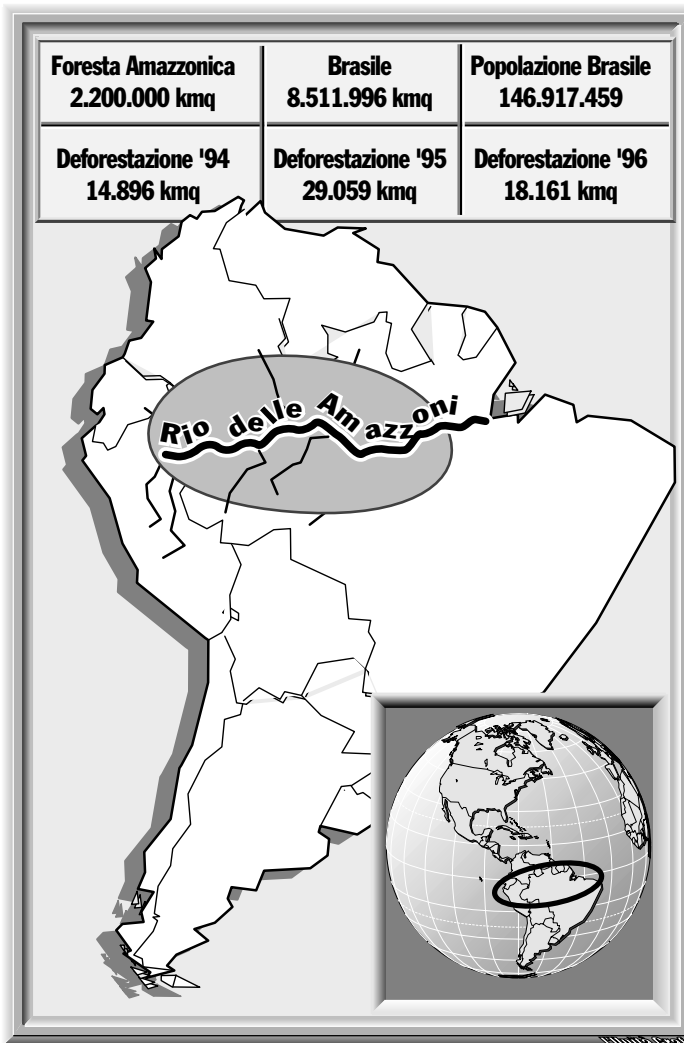 Foresta Amazzonica
2.200.000 kmq
Brasile
8.511.996 kmq
Popolazione Brasile
146.917.459
Deforestazione '94
14.896 kmq
Deforestazione '95
29.059 kmq
Deforestazione '96
18.161 kmq
Rio delle Amazzoni